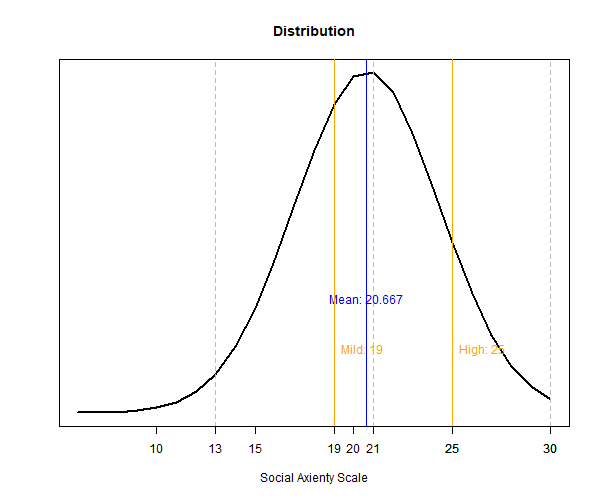 Distribution
Mean: 20.667
Mild: 19
High: 25
10 13 15 19 20 21 25 30
Social Axienty Scale